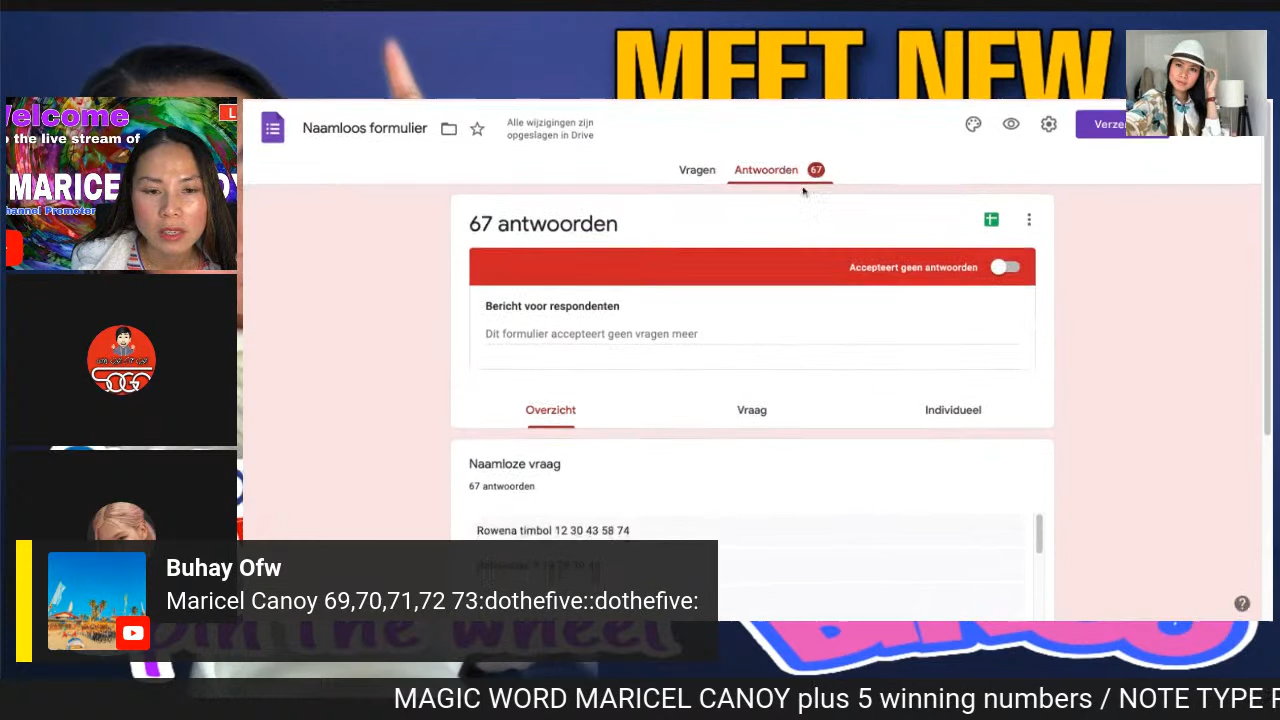 MEET NEW
Welcome
o the live stream of
MARICE
OY
hannel Promoter
L
Naamloos formulier
Alle wijzigingen zijn
opgeslagen in Drive
Verze
Vragen
Antwoorden 67
67 antwoorden
Accepteert geen antwoorden
Bericht voor respondenten
Dit formulier accepteert geen vragen meer
Overzicht
Vraag
Individueel
Naamloze vraag
67 antwoorden
Rowena timbol 12 30 43 58 74
SOGO
Buhay Ofw
Maricel Canoy 69,70,71,72 73:dothefive::dothefive:
MAGIC WORD MARICEL CANOY plus 5 winning numbers / NOTE TYPE